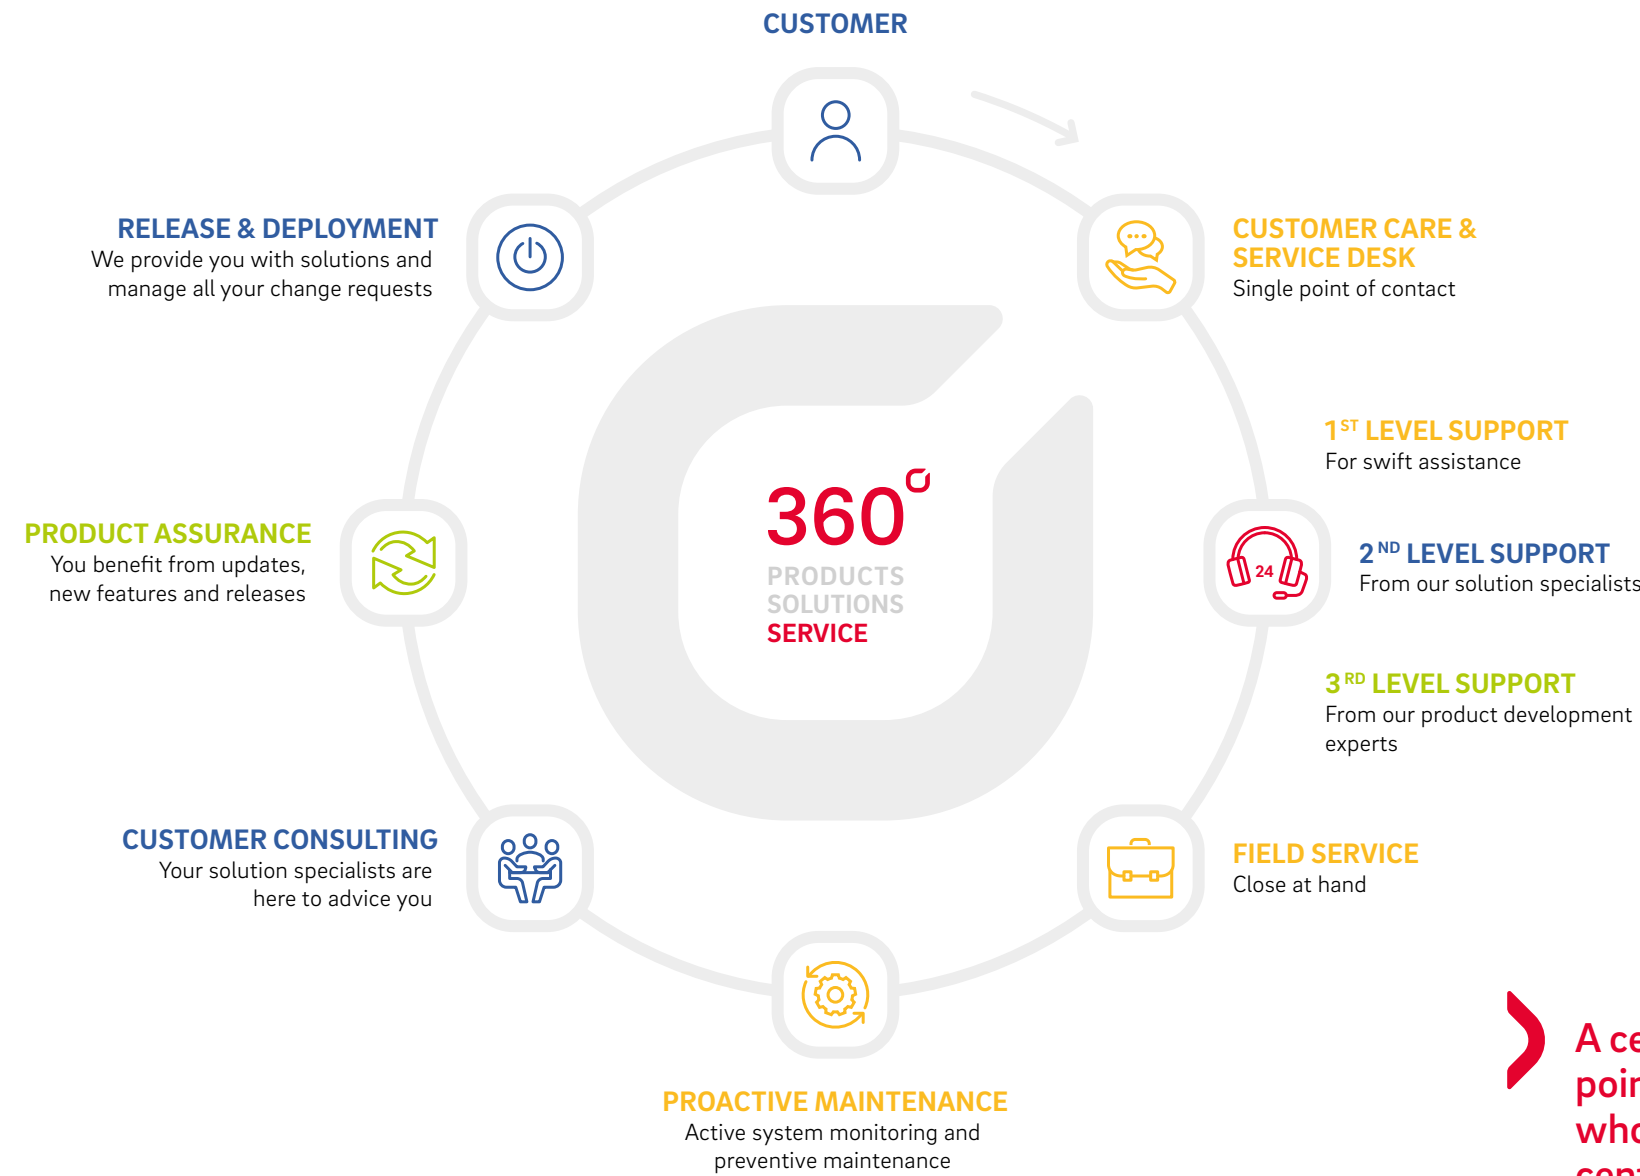 CUSTOMER
CUSTOMER CARE &
SERVICE DESK
Single point of contact
1ST LEVEL SUPPORT
For swift assistance
24
2ND LEVEL SUPPORT
From our solution specialists
3RD LEVEL SUPPORT
From our product development
experts
FIELD SERVICE
Close at hand
PROACTIVE MAINTENANCE
Active system monitoring and
preventive maintenance
CUSTOMER CONSULTING
Your solution specialists are
here to advice you
PRODUCT ASSURANCE
You benefit from updates,
new features and releases
RELEASE & DEPLOYMENT
We provide you with solutions and
manage all your change requests
360°
PRODUCTS
SOLUTIONS
SERVICE
A